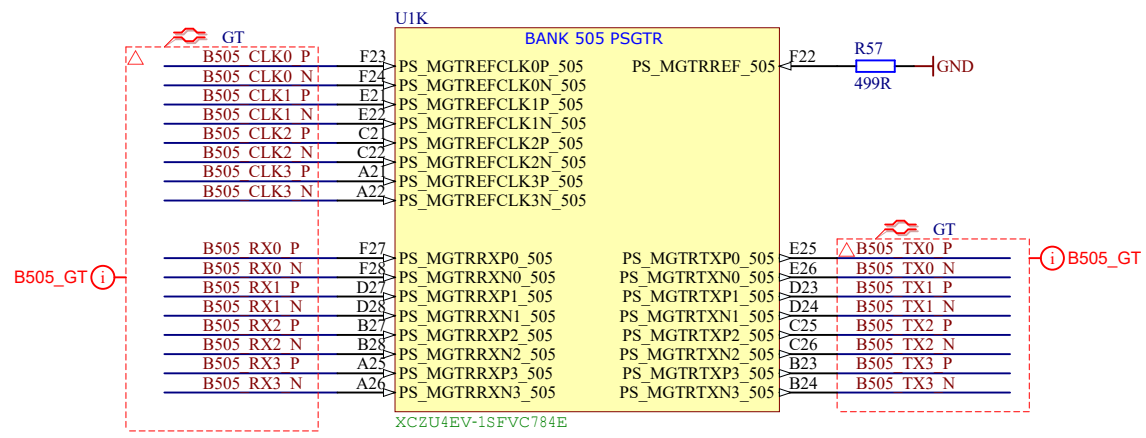 U1K
BANK 505 PSGTR
GT
B505_CLK0_P F23 PS_MGTREFCLK0P_505
B505_CLK0_N F24 PS_MGTREFCLK0N_505
B505_CLK1_P E21 PS_MGTREFCLK1P_505
B505_CLK1_N E22 PS_MGTREFCLK1N_505
B505_CLK2_P C21 PS_MGTREFCLK2P_505
B505_CLK2_N C22 PS_MGTREFCLK2N_505
B505_CLK3_P A21 PS_MGTREFCLK3P_505
B505_CLK3_N A22 PS_MGTREFCLK3N_505
PS_MGTRREF_505 F22 R57 GND
499R
B505_GT
B505_RX0_P F27 PS_MGTRRXP0_505
B505_RX0_N F28 PS_MGTRRXN0_505
B505_RX1_P D27 PS_MGTRRXP1_505
B505_RX1_N D28 PS_MGTRRXN1_505
B505_RX2_P B27 PS_MGTRRXP2_505
B505_RX2_N B28 PS_MGTRRXN2_505
B505_RX3_P A25 PS_MGTRRXP3_505
B505_RX3_N A26 PS_MGTRRXN3_505
GT
PS_MGTRTXP0_505 E25 B505_TX0_P
PS_MGTRTXN0_505 E26 B505_TX0_N
PS_MGTRTXP1_505 D23 B505_TX1_P
PS_MGTRTXN1_505 D24 B505_TX1_N
PS_MGTRTXP2_505 C25 B505_TX2_P
PS_MGTRTXN2_505 C26 B505_TX2_N
PS_MGTRTXP3_505 B23 B505_TX3_P
PS_MGTRTXN3_505 B24 B505_TX3_N
i B505_GT
XCZU4EV-1SFVC784E